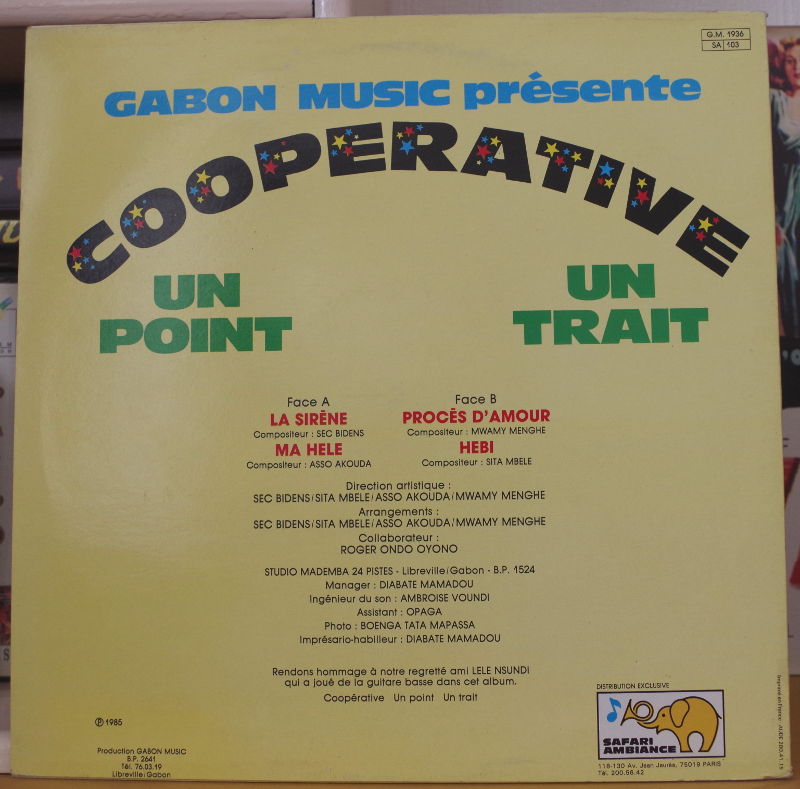 G.M. 1936
SA 103
GABON MUSIC présente
COOPERATIVE
UN POINT
UN TRAIT
Face A
LA SIRÈNE
Compositeur : SEC BIDENS
MA HELE
Compositeur : ASSO AKOUDA
Face B
PROCÈS D'AMOUR
Compositeur : MWAMY MENGHE
HEBI
Compositeur : SITA MBELE
Direction artistique :
SEC BIDENS/SITA MBELE/ASSO AKOUDA/MWAMY MENGHE
Arrangements :
SEC BIDENS/SITA MBELE/ASSO AKOUDA/MWAMY MENGHE
Collaborateur :
ROGER ONDO OYONO
STUDIO MADEMBA 24 PISTES - Libreville/Gabon - B.P. 1524
Manager : DIABATE MAMADOU
Ingénieur du son : AMBROISE VOUNDI
Assistant : OPAGA
Photo : BOENGA TATA MAPASSA
Imprésario-habilleur : DIABATE MAMADOU
Rendons hommage à notre regretté ami LELE NSUNDI
qui a joué de la guitare basse dans cet album.
Coopérative Un point Un trait
℗ 1985
Production GABON MUSIC
B.P. 2641
Tél. 76.03.19
Libreville/Gabon
DISTRIBUTION EXCLUSIVE
SAFARI
AMBIANCE
118-130 Av. Jean Jaurès, 75019 PARIS
Tél. 200.56.42
Imprimé en France